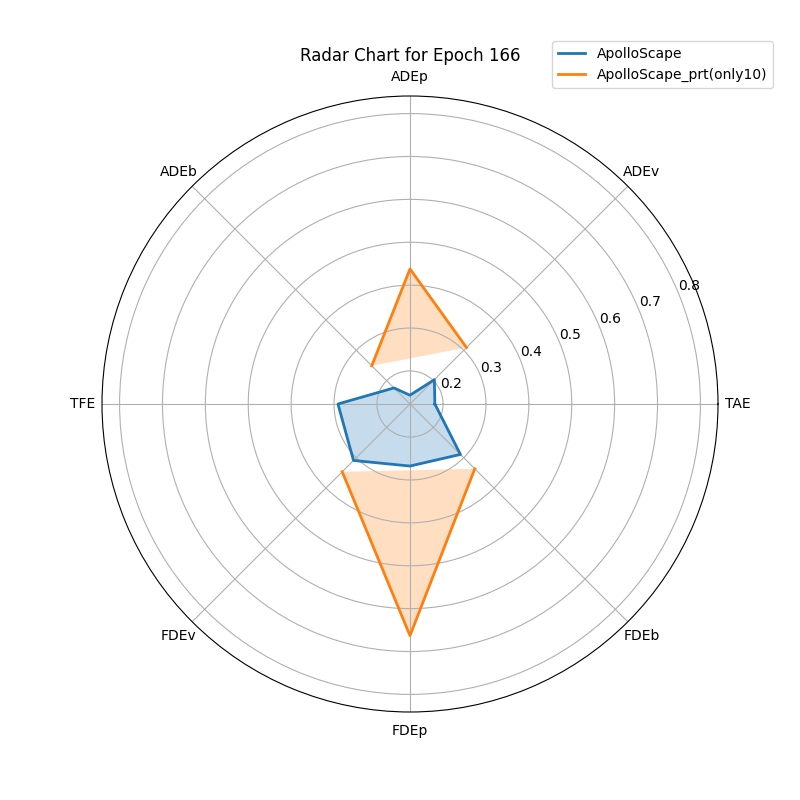 Radar Chart for Epoch 166
ApolloScape
ApolloScape_prt(only10)
ADEp
ADEb
ADEv
0.8
0.7
0.6
0.5
0.4
0.3
0.2
TFE
TAE
FDEv
FDEb
FDEp